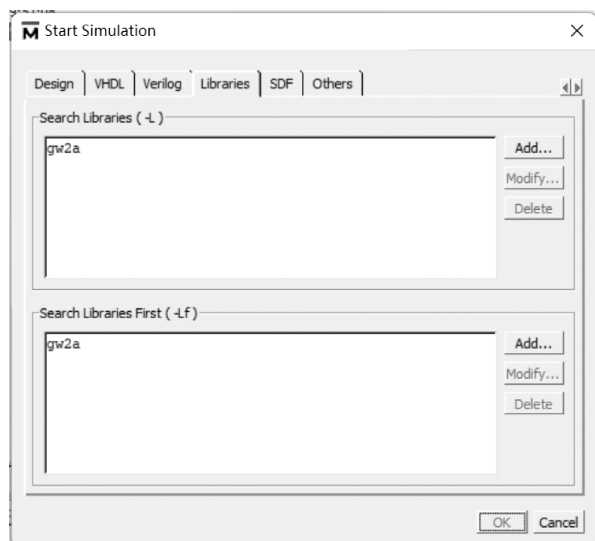 Start Simulation
Design VHDL Verilog Libraries SDF Others
Search Libraries ( -L )
gw2a
Add...
Modify...
Delete
Search Libraries First ( -Lf )
gw2a
Add...
Modify...
Delete
OK Cancel